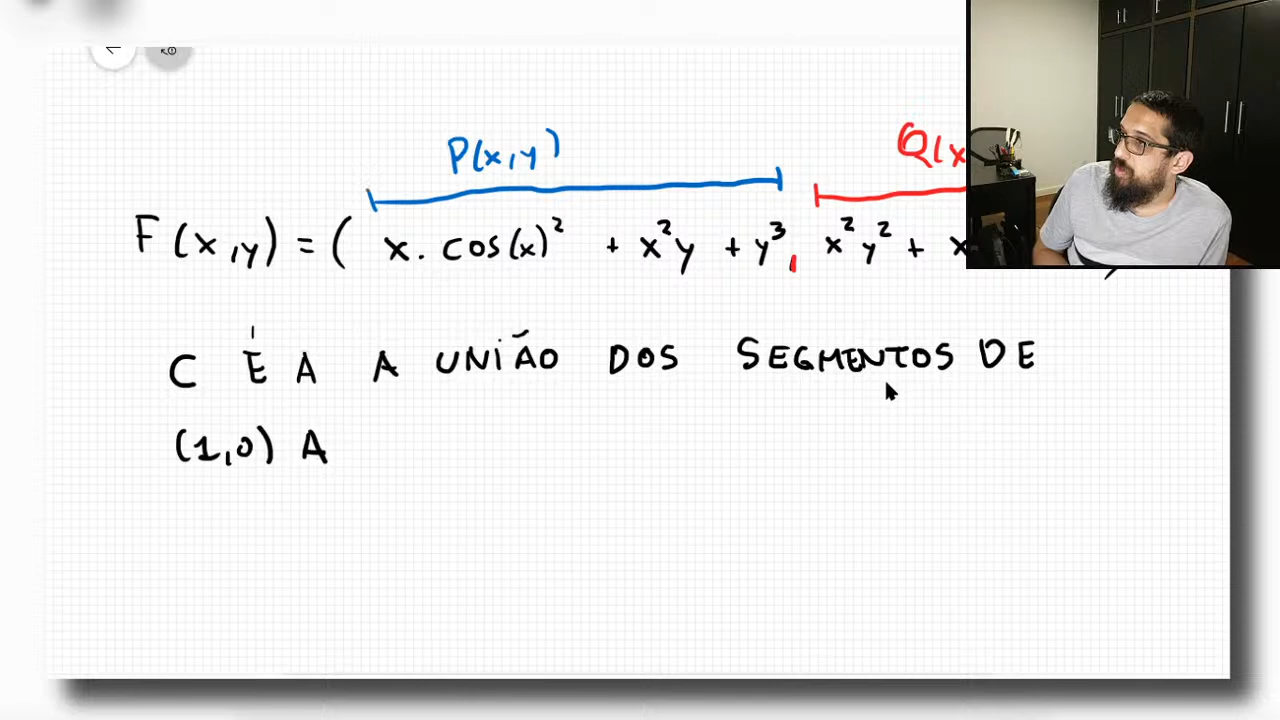 P(x,y) Q(x
F(x,y) = ( x. cos(x)² + x²y + y³, x²y² + x
C É A A UNIÃO DOS SEGMENTOS DE
(1,0) A